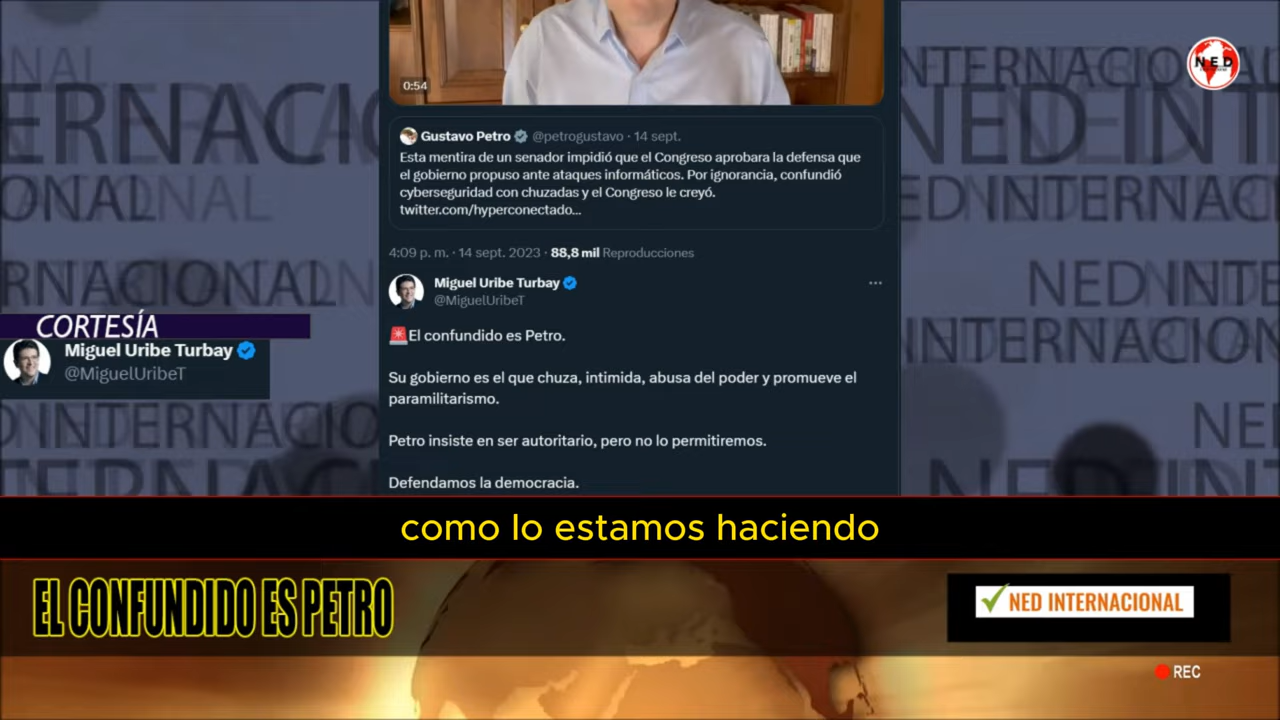 0:54
NED
Gustavo Petro @petrogustavo · 14 sept.
Esta mentira de un senador impidió que el Congreso aprobara la defensa que
el gobierno propuso ante ataques informáticos. Por ignorancia, confundió
cyberseguridad con chuzadas y el Congreso le creyó.
twitter.com/hyperconectado...
4:09 p. m. · 14 sept. 2023 · 88,8 mil Reproducciones
Miguel Uribe Turbay
@MiguelUribeT
El confundido es Petro.
Su gobierno es el que chuza, intimida, abusa del poder y promueve el
paramilitarismo.
Petro insiste en ser autoritario, pero no lo permitiremos.
Defendamos la democracia.
CORTESÍA
Miguel Uribe Turbay
@MiguelUribeT
como lo estamos haciendo
EL CONFUNDIDO ES PETRO
NED INTERNACIONAL
REC